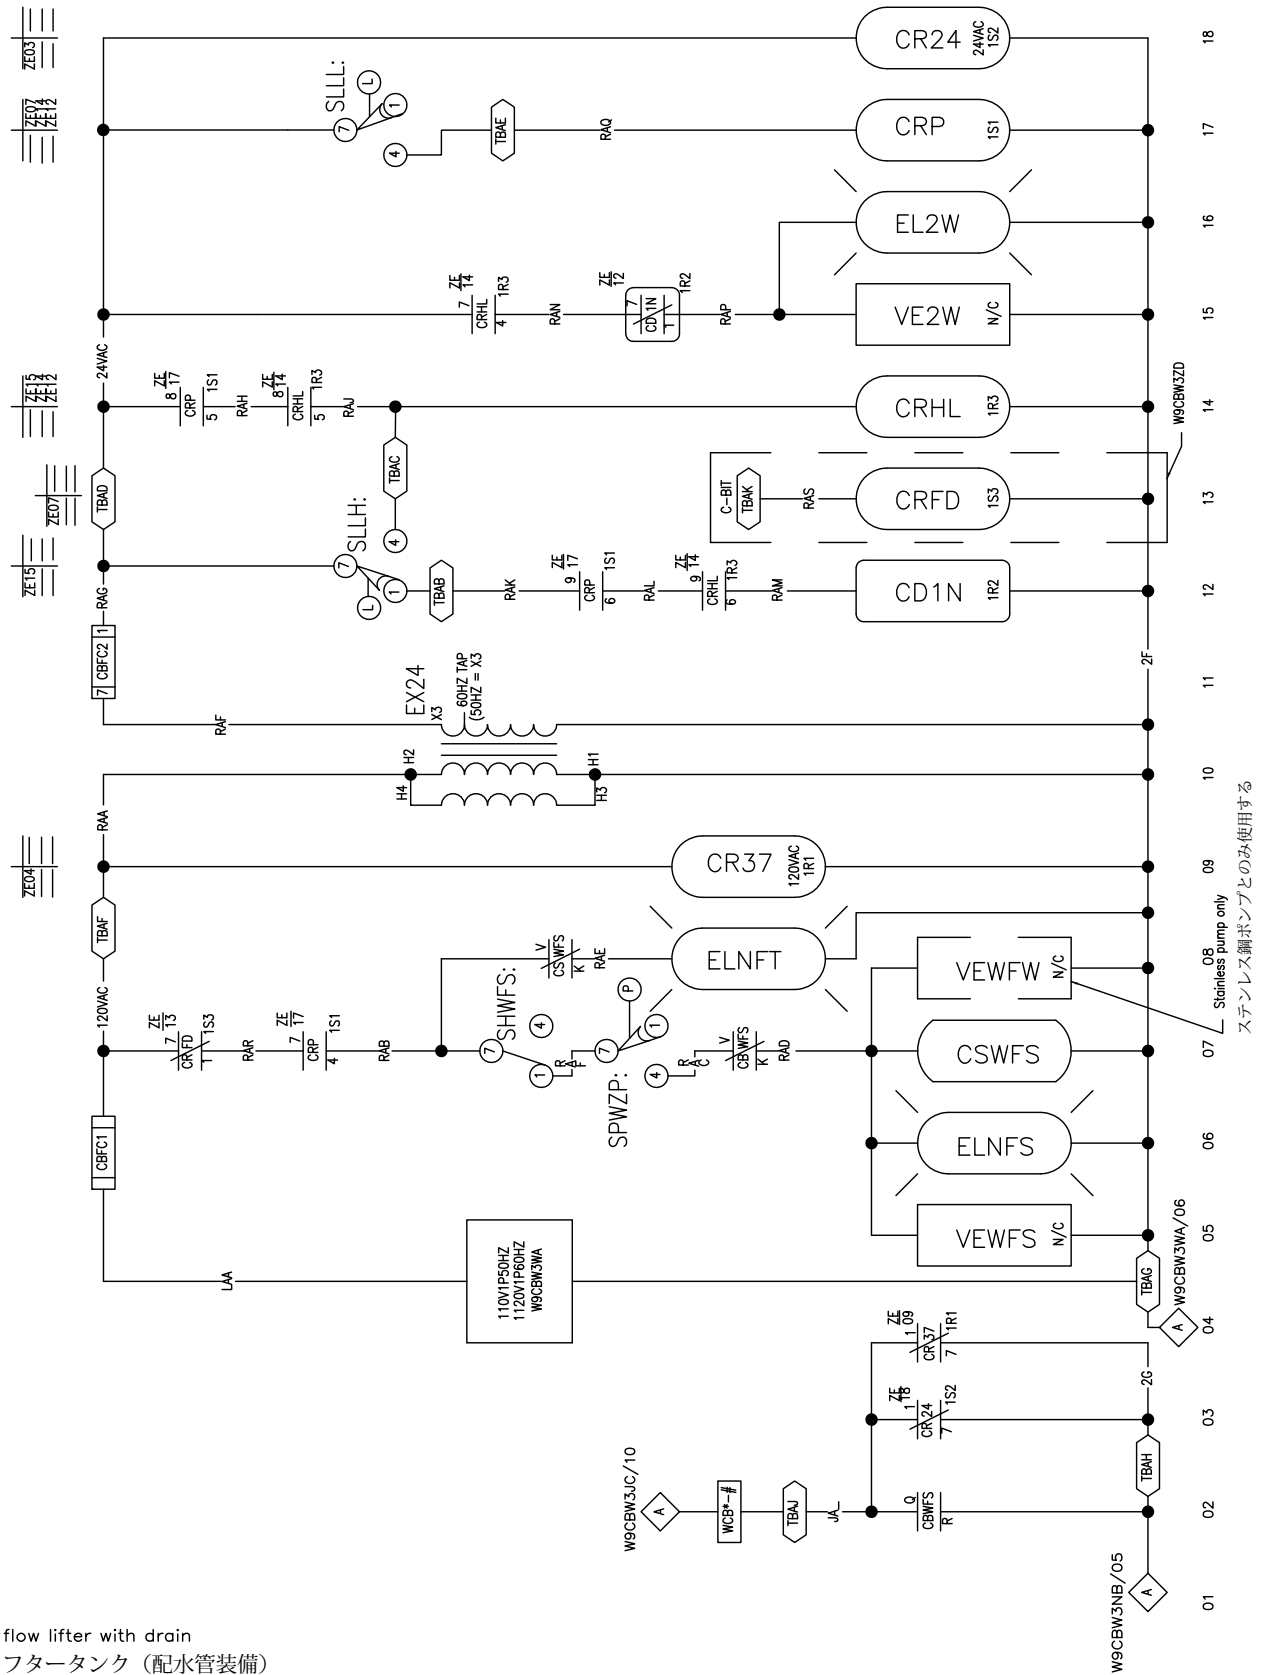 flow lifter with drain
フタータンク（配水管装備）
01
W9CBW3NB/05
A
02
W9CBW3JC/10
A
WCB*-#
TBAJ
JA_
Q
CBWFS
R
TBAH
03
ZE
18
1
CR24
7
1S2
2G
04
ZE
09
1
CR37
7
1R1
A
W9CBW3WA/06
TBAG
LAA
110V1P50HZ
1120V1P60HZ
W9CBW3WA
05
VEWFS
N/C
06
CBFC1
ELNFS
07
120VAC
ZE
13
7
CRFD
1
1S3
RAR
ZE
17
7
CRP
4
1S1
RAB
SHWFS:
7
4
1
RAF
SPWZP:
7
P
1
4
RAC
V
CBWFS
K
RAD
CSWFS
08
V
CSWFS
K
RAE
ELNFT
VEWFW
N/C
Stainless pump only
ステンレス鋼ポンプとのみ使用する
09
ZE04
TBAF
CR37
120VAC
1R1
10
RAA
H4
H2
H3
H1
11
RAF
EX24
X3
60HZ TAP
(50HZ = X3
7 CBFC2 1
2F
12
ZE15
RAG
SLLH:
7
L
1
4
TBAB
RAK
ZE
17
9
CRP
6
1S1
RAL
ZE
14
9
CRHL
6
1R3
RAM
CD1N
1R2
13
ZE07
TBAD
C-BIT
TBAK
RAS
CRFD
1S3
W9CBW3ZD
14
ZE15
ZE14
ZE12
24VAC
ZE
17
8
CRP
5
1S1
RAH
ZE
14
8
CRHL
5
1R3
RAJ
TBAC
CRHL
1R3
15
ZE
14
7
CRHL
4
1R3
RAN
ZE
12
7
CD1N
1
1R2
RAP
VE2W
N/C
16
EL2W
17
ZE07
ZE14
ZE12
SLLL:
7
L
1
4
TBAE
RAQ
CRP
1S1
18
ZE03
CR24
24VAC
1S2